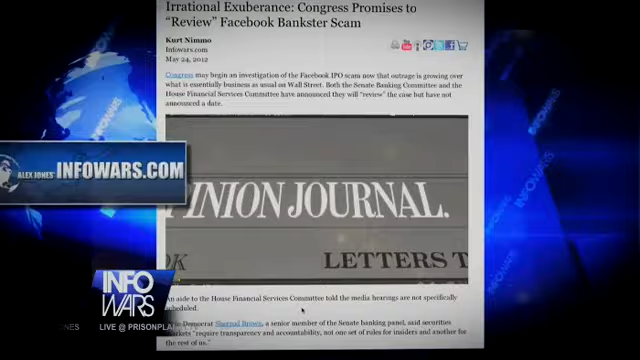 Irrational Exuberance: Congress Promises to
“Review” Facebook Bankster Scam
Kurt Nimmo
Infowars.com
May 24, 2012
Congress may begin an investigation of the Facebook IPO scam now that outrage is growing over
what is essentially business as usual on Wall Street. Both the Senate Banking Committee and the
House Financial Services Committee have announced they will “review” the case but have not
announced a date.
ALEX JONES' INFOWARS.COM
PINION JOURNAL.
OK
LETTERS T
INFOWARS
INFOWARS
INFO
WARS
An aide to the House Financial Services Committee told the media hearings are not specifically
scheduled.
Democrat Sherrod Brown, a senior member of the Senate banking panel, said securities
markets “require transparency and accountability, not one set of rules for insiders and another for
the rest of us.”
JONES
LIVE @ PRISONPLA